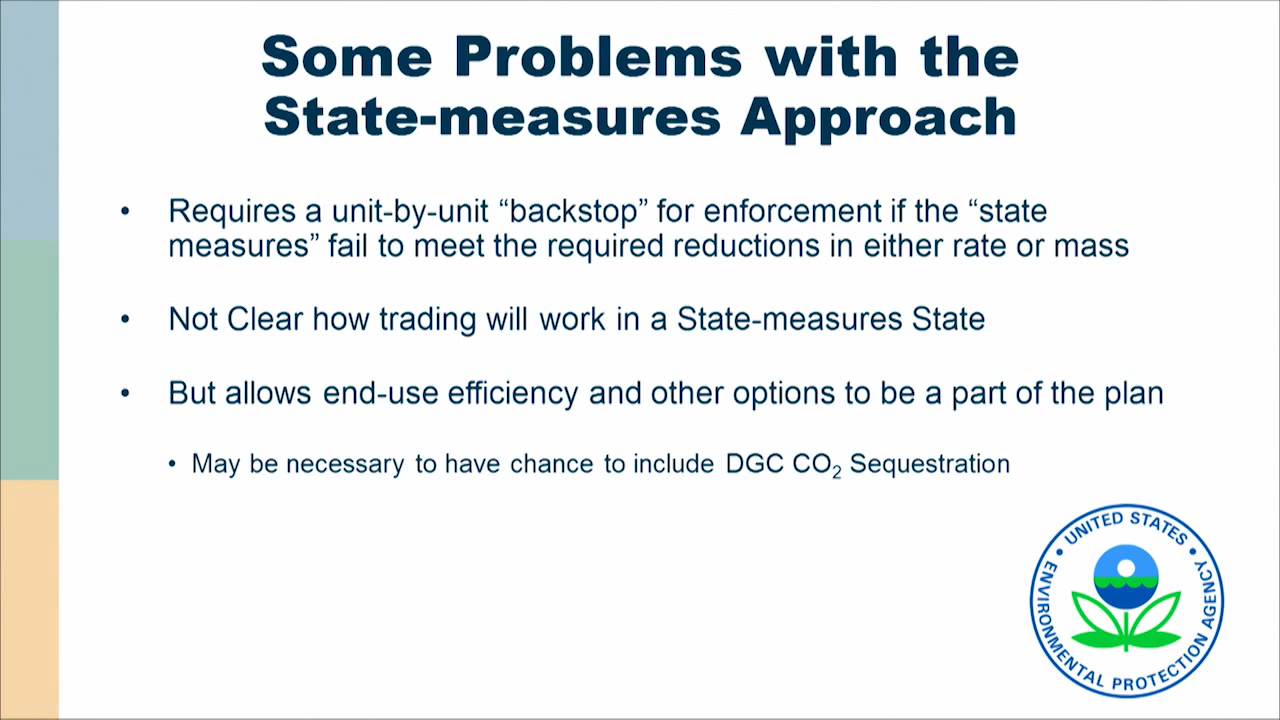 Some Problems with the
State-measures Approach
• Requires a unit-by-unit “backstop” for enforcement if the “state
measures” fail to meet the required reductions in either rate or mass
• Not Clear how trading will work in a State-measures State
• But allows end-use efficiency and other options to be a part of the plan
• May be necessary to have chance to include DGC CO₂ Sequestration
UNITED STATES
ENVIRONMENTAL PROTECTION AGENCY